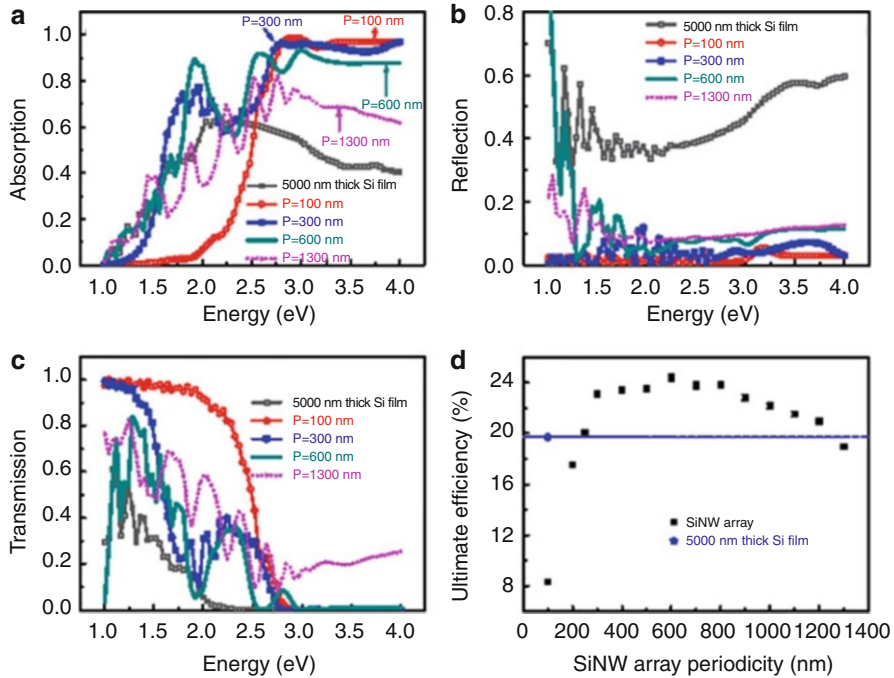 a
P=300 nm
P=100 nm
P=600 nm
P=1300 nm
5000 nm thick Si film
P=100 nm
P=300 nm
P=600 nm
P=1300 nm
Absorption
1.0
0.8
0.6
0.4
0.2
0.0
1.0 1.5 2.0 2.5 3.0 3.5 4.0
Energy (eV)
b
5000 nm thick Si film
P=100 nm
P=300 nm
P=600 nm
P=1300 nm
Reflection
0.8
0.6
0.4
0.2
0.0
1.0 1.5 2.0 2.5 3.0 3.5 4.0
Energy (eV)
c
5000 nm thick Si film
P=100 nm
P=300 nm
P=600 nm
P=1300 nm
Transmission
1.0
0.8
0.6
0.4
0.2
0.0
1.0 1.5 2.0 2.5 3.0 3.5 4.0
Energy (eV)
d
Ultimate efficiency (%)
24
20
16
12
8
SiNW array
5000 nm thick Si film
0 200 400 600 800 1000 1200 1400
SiNW array periodicity (nm)